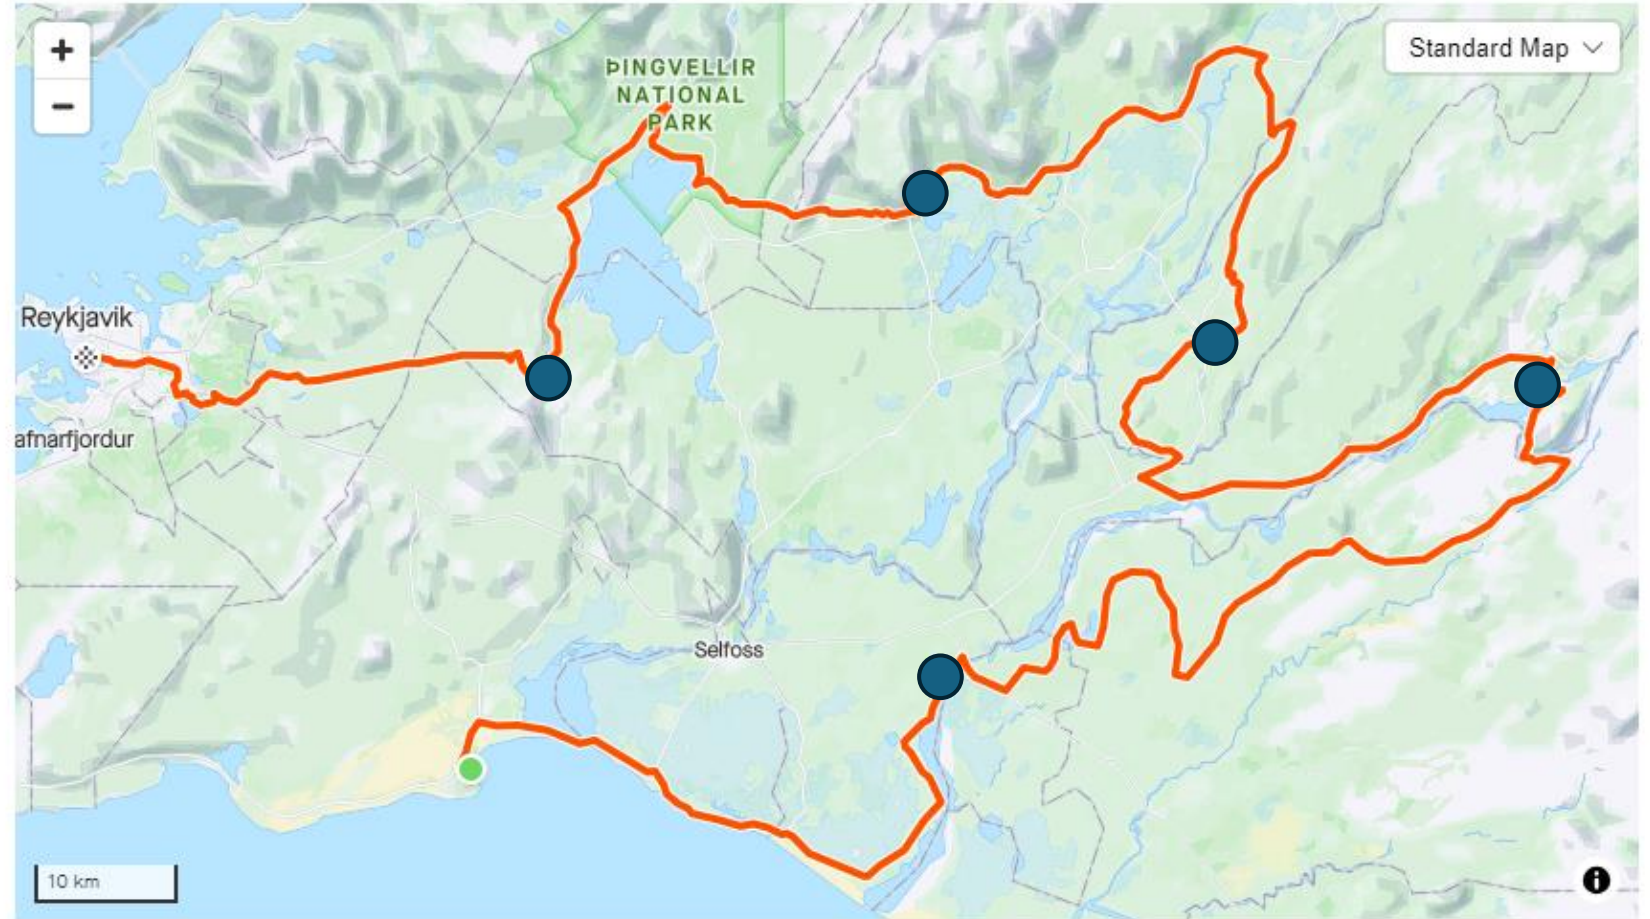 +
−
Standard Map
ÞINGVELLIR
NATIONAL
PARK
Reykjavik
afnarfjordur
Selfoss
10 km
i